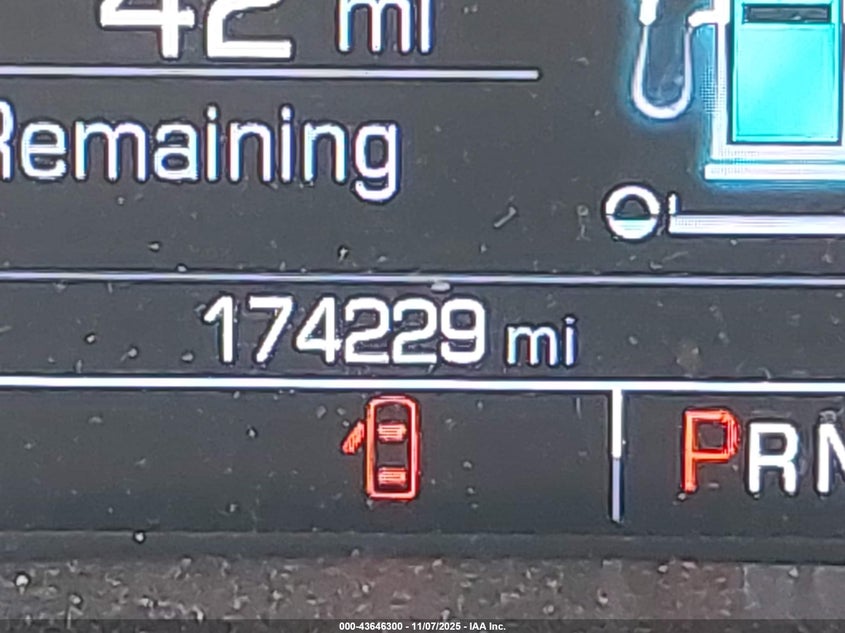 42 mi
Remaining
174229 mi
PRN
000-43646300 - 11/07/2025 - IAA Inc.